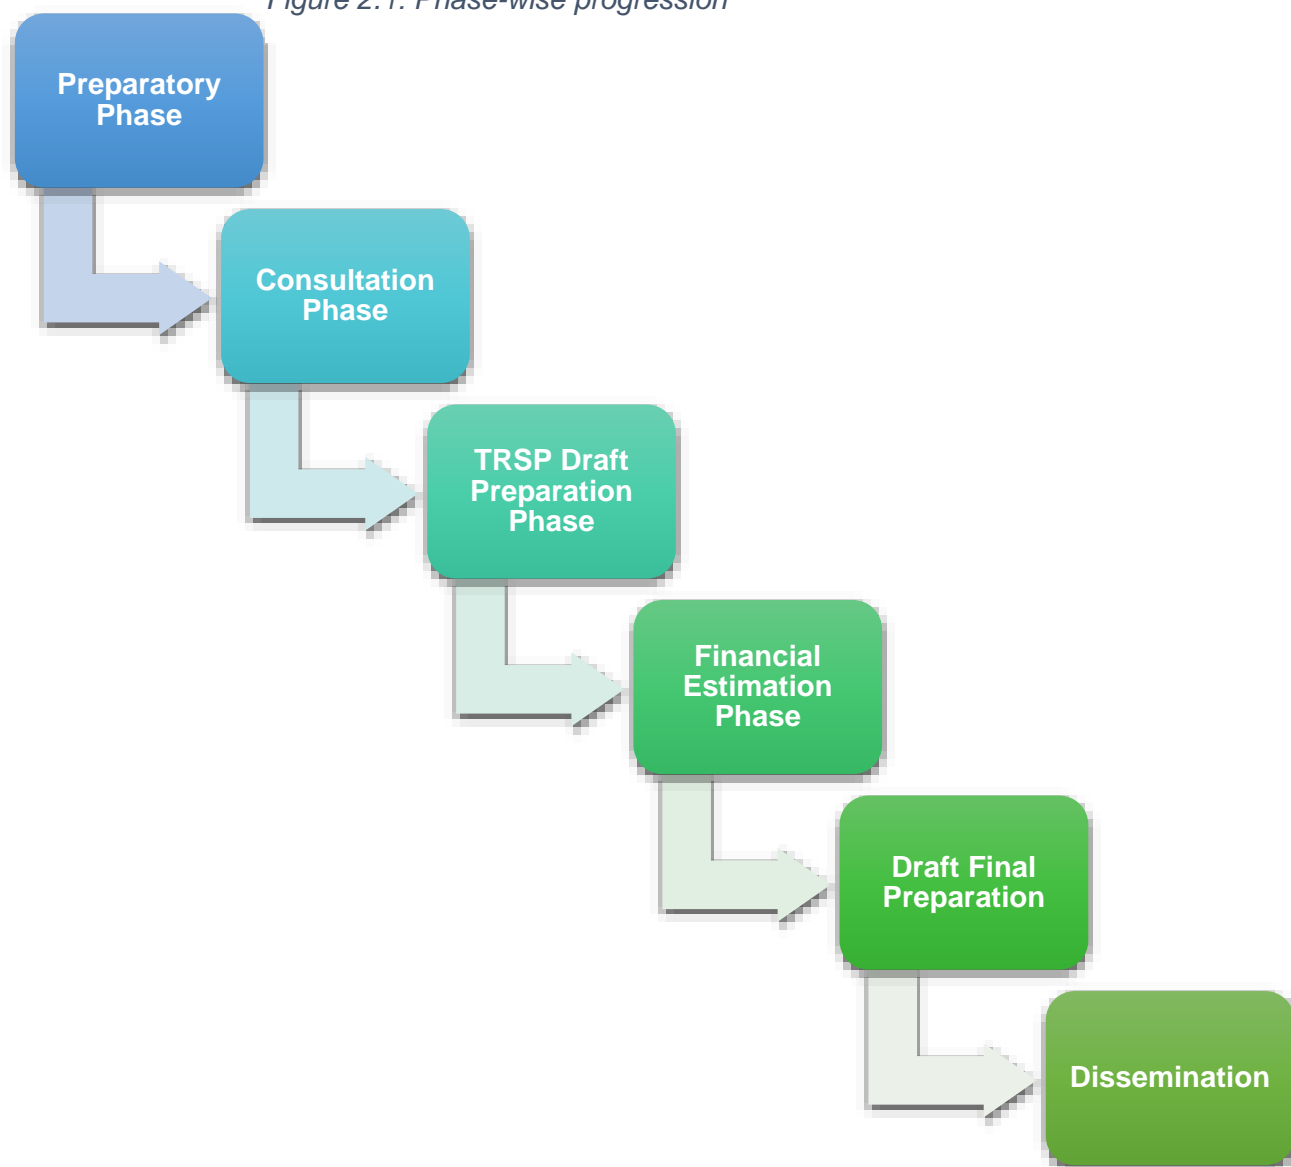 Figure 2.1: Phase-wise progression
Preparatory
Phase
Consultation
Phase
TRSP Draft
Preparation
Phase
Financial
Estimation
Phase
Draft Final
Preparation
Dissemination